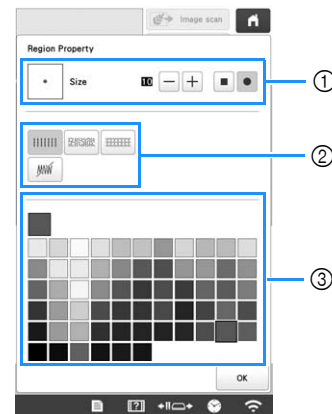 Image scan
Region Property
Size 10 ①
②
③
OK